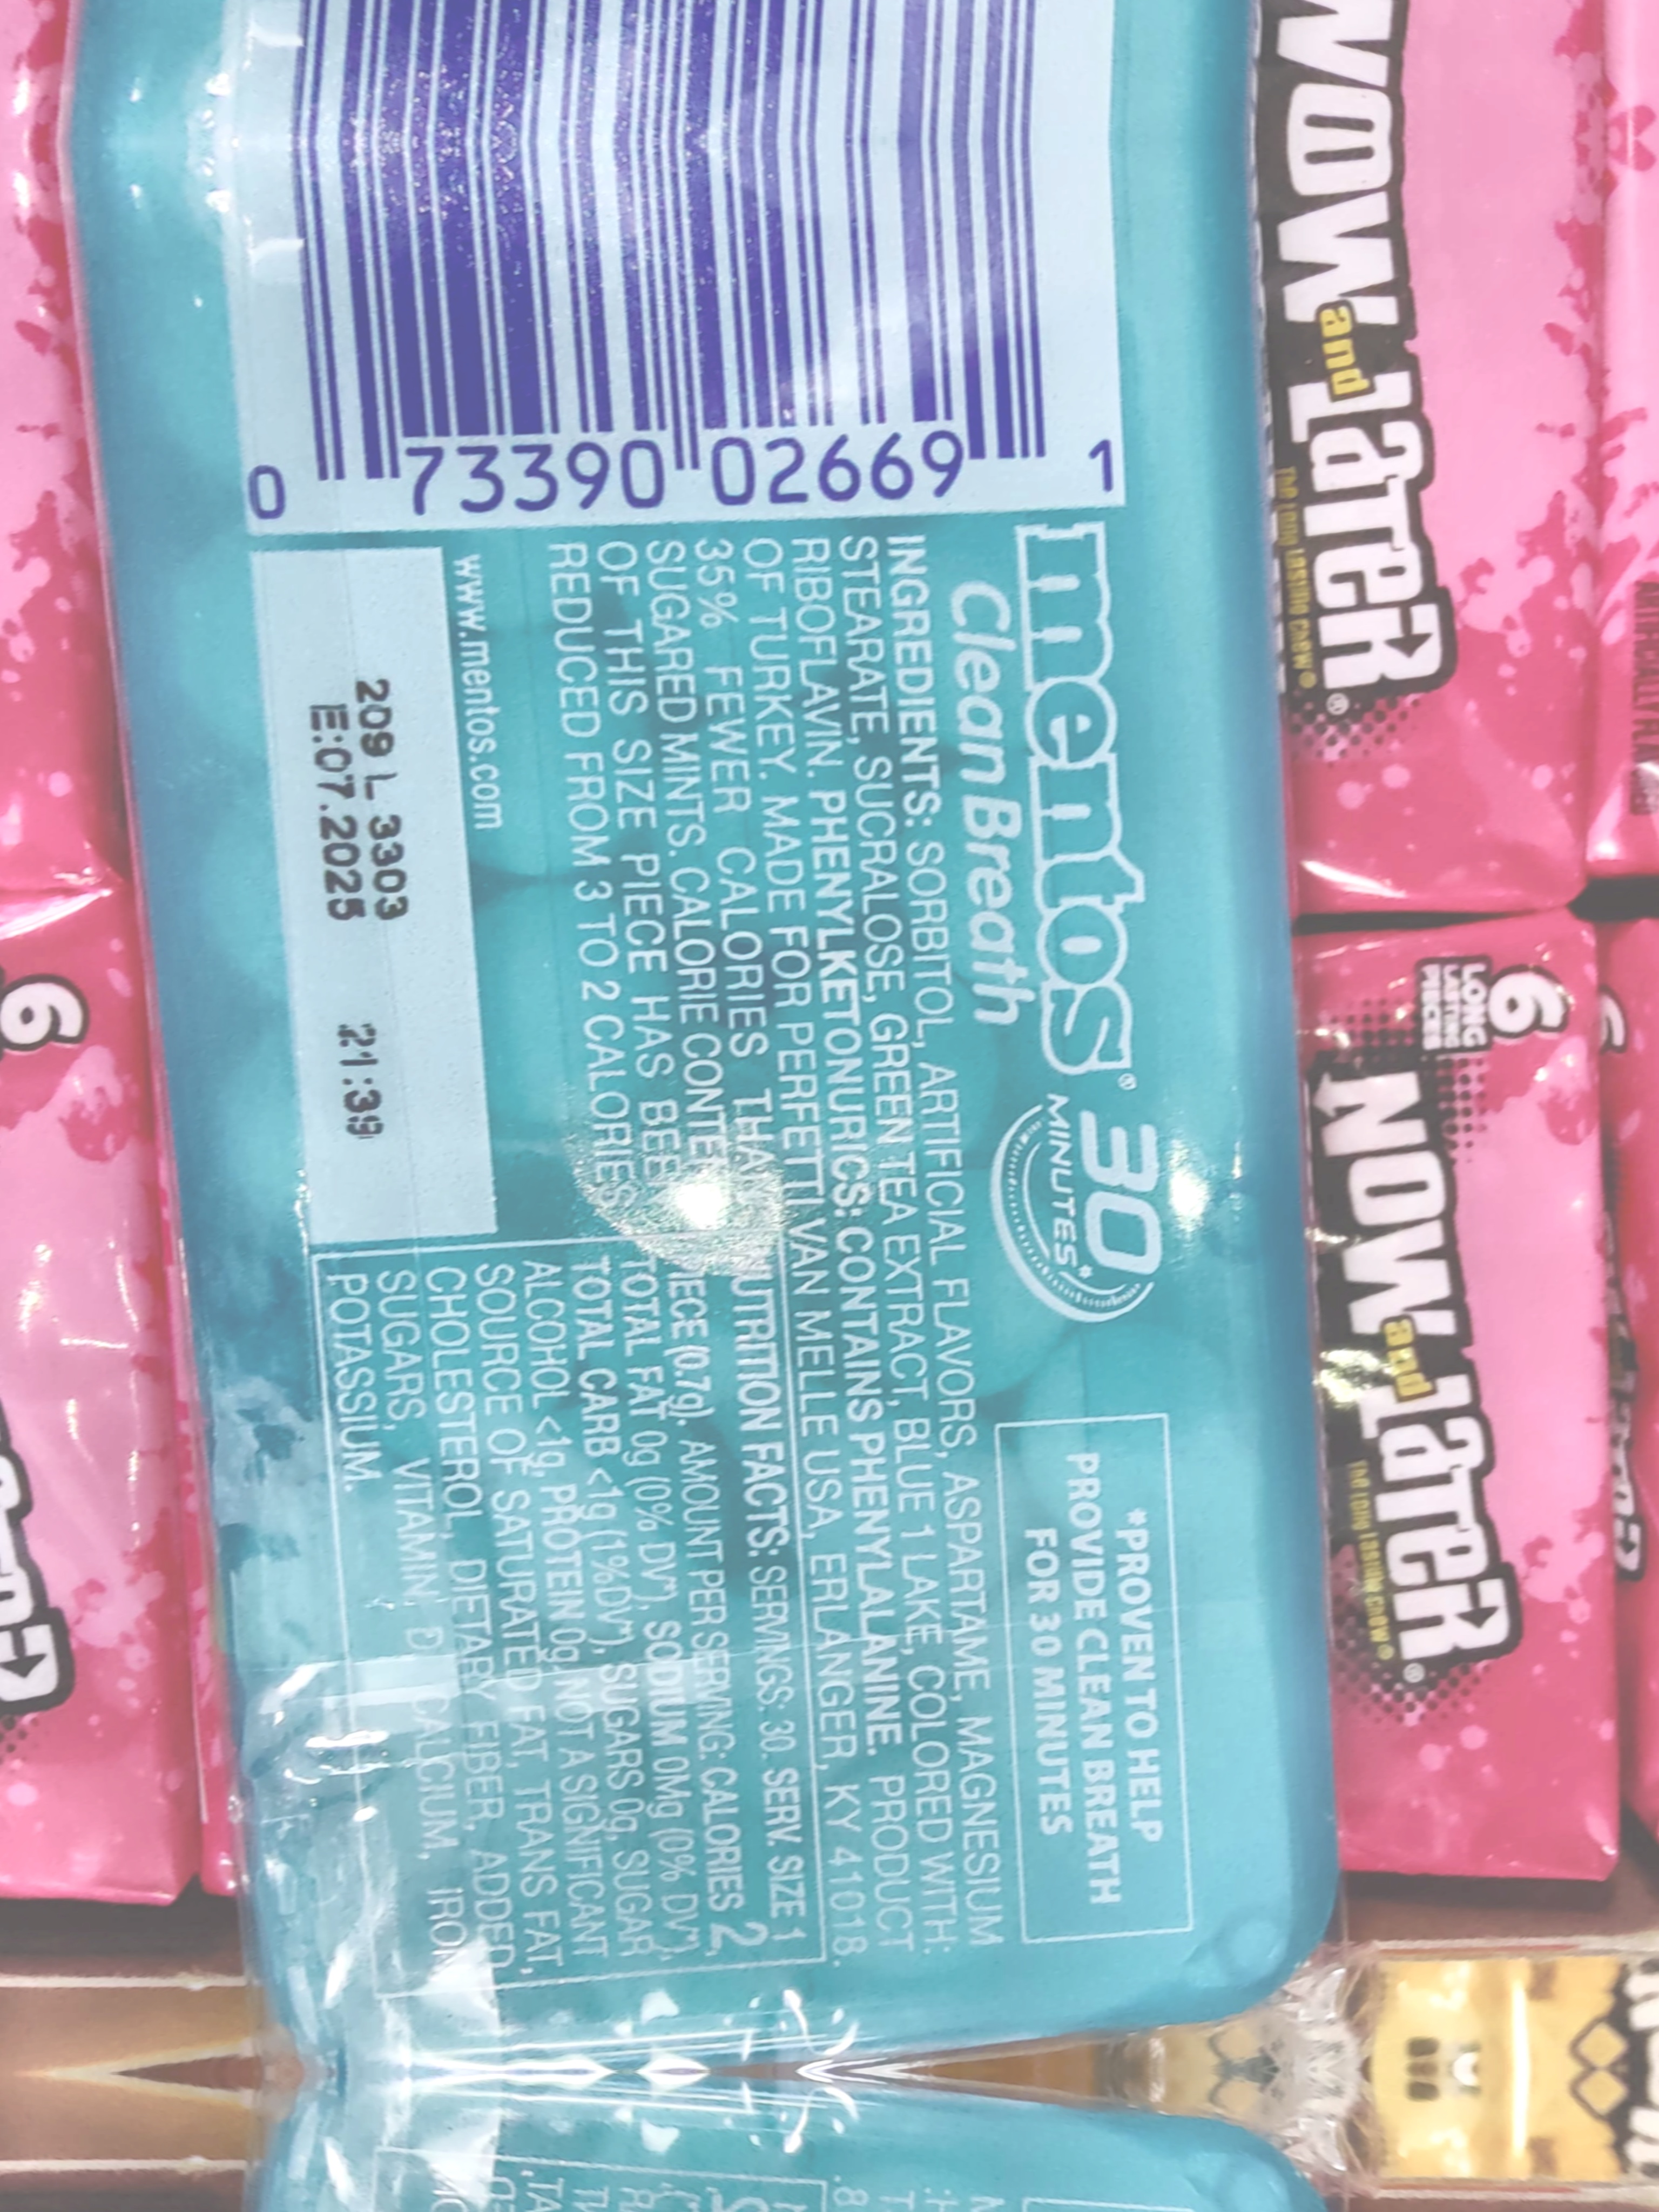 0 73390 02669 1
mentos® 30
MINUTES*
Clean Breath
*PROVEN TO HELP
PROVIDE CLEAN BREATH
FOR 30 MINUTES
INGREDIENTS: SORBITOL, ARTIFICIAL FLAVORS, ASPARTAME, MAGNESIUM
STEARATE, SUCRALOSE, GREEN TEA EXTRACT, BLUE 1 LAKE, COLORED WITH:
RIBOFLAVIN. PHENYLKETONURICS: CONTAINS PHENYLALANINE. PRODUCT
OF TURKEY. MADE FOR PERFETTI VAN MELLE USA, ERLANGER, KY 41018.
35% FEWER CALORIES THA
SUGARED MINTS. CALORIE CONTE
OF THIS SIZE PIECE HAS BEE
REDUCED FROM 3 TO 2 CALORIES
www.mentos.com
209 L 3303
E:07.2025 21:39
UTRITION FACTS: SERVINGS: 30. SERV. SIZE 1
IECE (0.7g). AMOUNT PER SERVING: CALORIES 2,
TOTAL FAT 0g (0% DV*), SODIUM 0Mg (0% DV*),
TOTAL CARB <1g (1%DV*), SUGARS 0g, SUGAR
ALCOHOL <1g, PROTEIN 0g NOT A SIGNIFICANT
SOURCE OF SATURATED FAT, TRANS FAT,
CHOLESTEROL, DIETARY FIBER, ADDED
SUGARS, VITAMIN D CALCIUM, IRON
POTASSIUM.
NOW and LATER®
The long lasting chew®
6
LONG
LASTING
PIECES
NOW and LATER®
The long lasting chew®
6